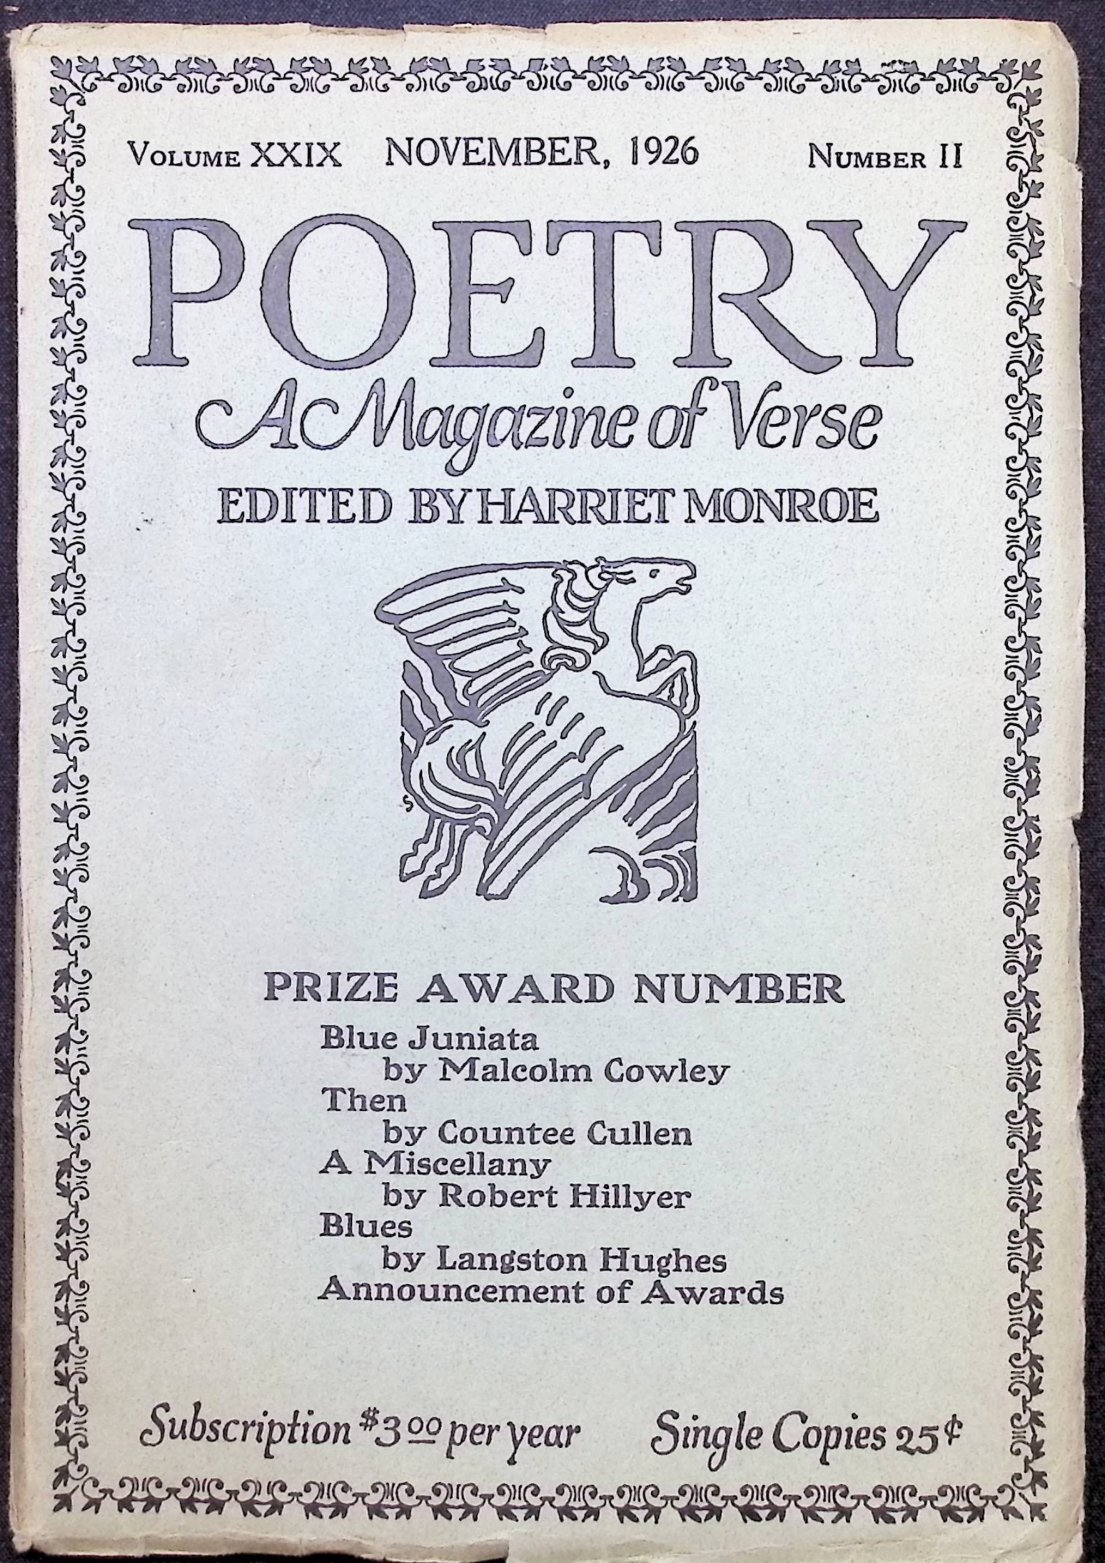 VOLUME XXIX NOVEMBER, 1926 NUMBER II
POETRY
A Magazine of Verse
EDITED BY HARRIET MONROE
PRIZE AWARD NUMBER
Blue Juniata
by Malcolm Cowley
Then
by Countee Cullen
A Miscellany
by Robert Hillyer
Blues
by Langston Hughes
Announcement of Awards
Subscription $3.00 per year Single Copies 25¢